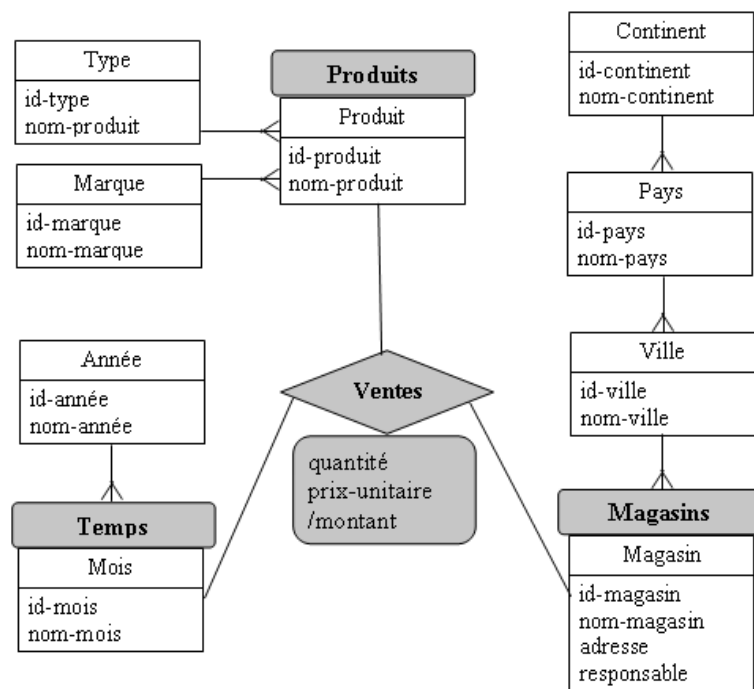 Type
id-type
nom-produit
Marque
id-marque
nom-marque
Produits
Produit
id-produit
nom-produit
Continent
id-continent
nom-continent
Pays
id-pays
nom-pays
Ville
id-ville
nom-ville
Année
id-année
nom-année
Ventes
quantité
prix-unitaire
/montant
Temps
Mois
id-mois
nom-mois
Magasins
Magasin
id-magasin
nom-magasin
adresse
responsable